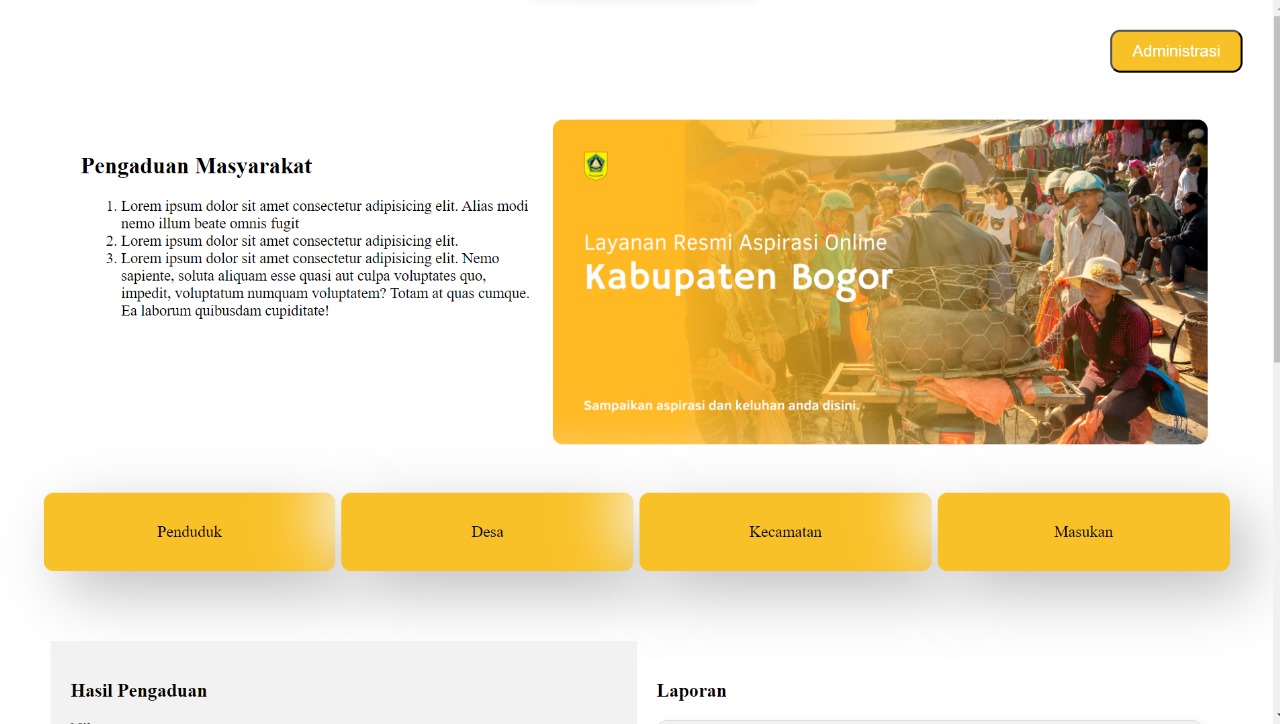 Administrasi
Pengaduan Masyarakat
1. Lorem ipsum dolor sit amet consectetur adipisicing elit. Alias modi
nemo illum beate omnis fugit
2. Lorem ipsum dolor sit amet consectetur adipisicing elit.
3. Lorem ipsum dolor sit amet consectetur adipisicing elit. Nemo
sapiente, soluta aliquam esse quasi aut culpa voluptates quo,
impedit, voluptatum numquam voluptatem? Totam at quas cumque.
Ea laborum quibusdam cupiditate!
Layanan Resmi Aspirasi Online
Kabupaten Bogor
Sampaikan aspirasi dan keluhan anda disini.
Penduduk
Desa
Kecamatan
Masukan
Hasil Pengaduan
Laporan